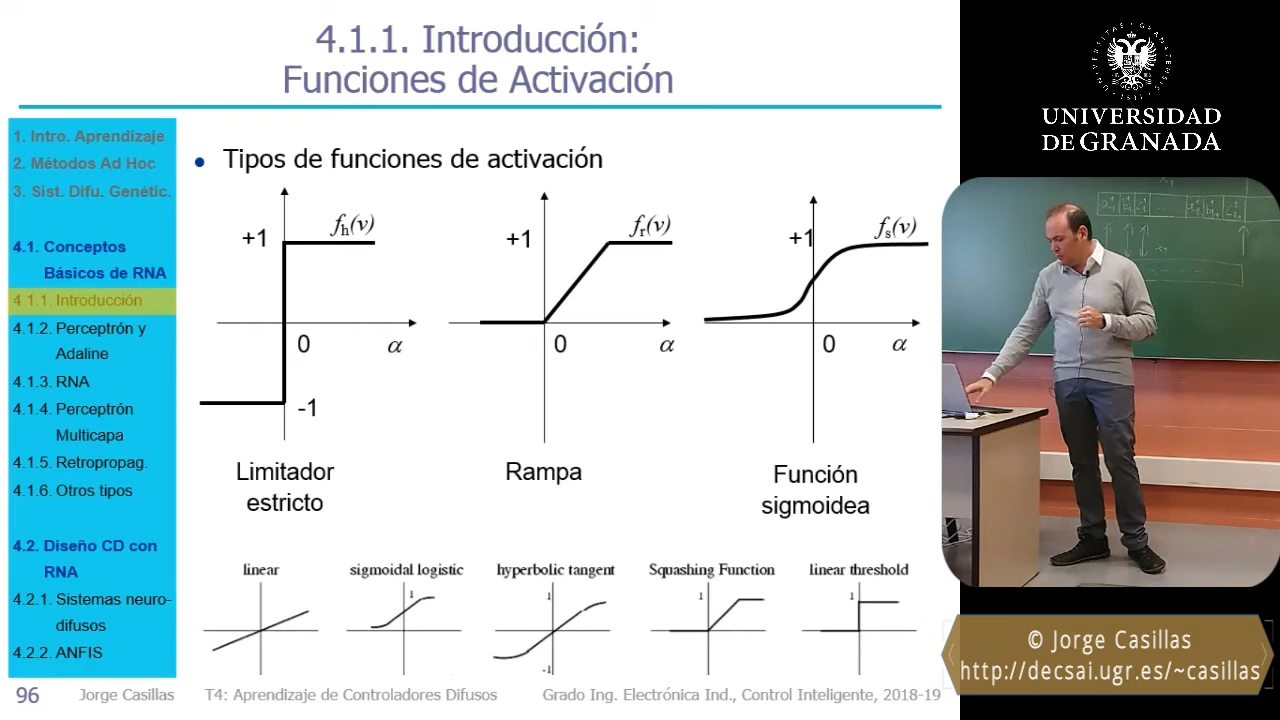 4.1.1. Introducción:
Funciones de Activación
1. Intro. Aprendizaje
2. Métodos Ad Hoc
3. Sist. Difu. Genétic.
4.1. Conceptos
Básicos de RNA
4.1.1. Introducción
4.1.2. Perceptrón y
Adaline
4.1.3. RNA
4.1.4. Perceptrón
Multicapa
4.1.5. Retropropag.
4.1.6. Otros tipos
4.2. Diseño CD con
RNA
4.2.1. Sistemas neuro-
difusos
4.2.2. ANFIS
• Tipos de funciones de activación
+1
fh(v)
0
α
-1
Limitador
estricto
+1
fr(v)
0
α
Rampa
+1
fs(v)
0
α
Función
sigmoidea
linear
sigmoidal logistic
1
hyperbolic tangent
1
-1
Squashing Function
1
linear threshold
1
96
Jorge Casillas
T4: Aprendizaje de Controladores Difusos
Grado Ing. Electrónica Ind., Control Inteligente, 2018-19
UNIVERSIDAD
DE GRANADA
© Jorge Casillas
http://decsai.ugr.es/~casillas